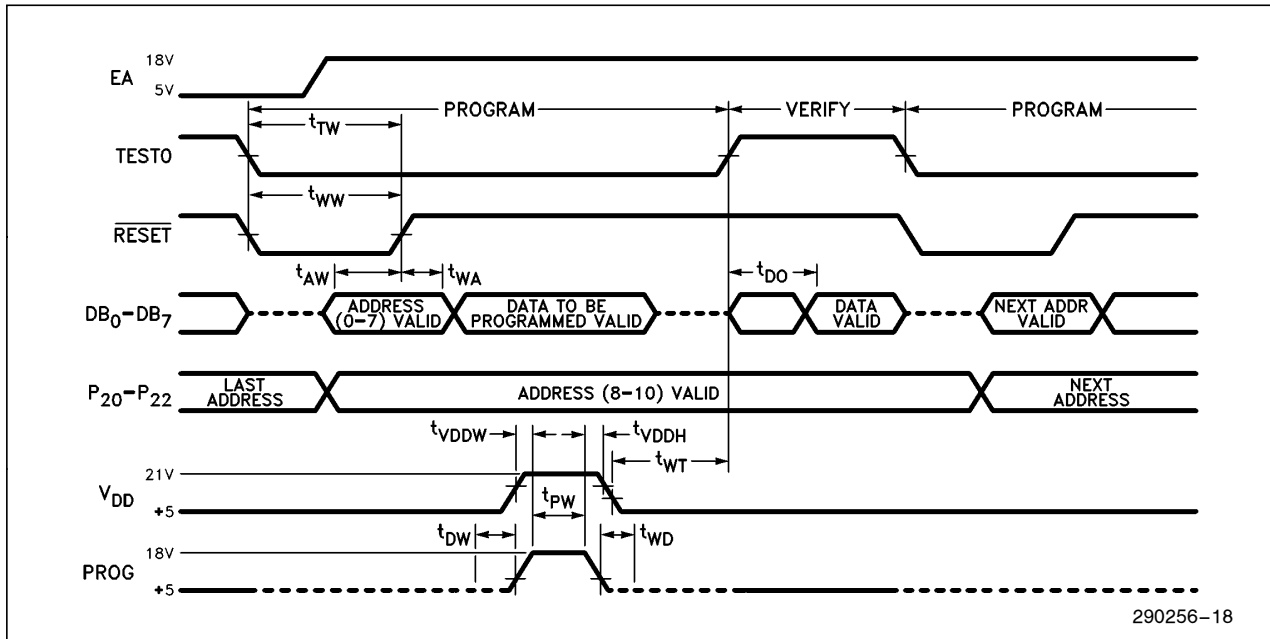 18V
EA
5V
PROGRAM
VERIFY
PROGRAM
tTW
TEST0
tWW
RESET
tAW
tWA
tDO
DB0–DB7
ADDRESS
(0–7) VALID
DATA TO BE
PROGRAMMED VALID
DATA
VALID
NEXT ADDR
VALID
P20–P22
LAST
ADDRESS
ADDRESS (8–10) VALID
NEXT
ADDRESS
tVDDW
tVDDH
tWT
21V
VDD
tPW
+5
tDW
tWD
18V
PROG
+5
290256–18